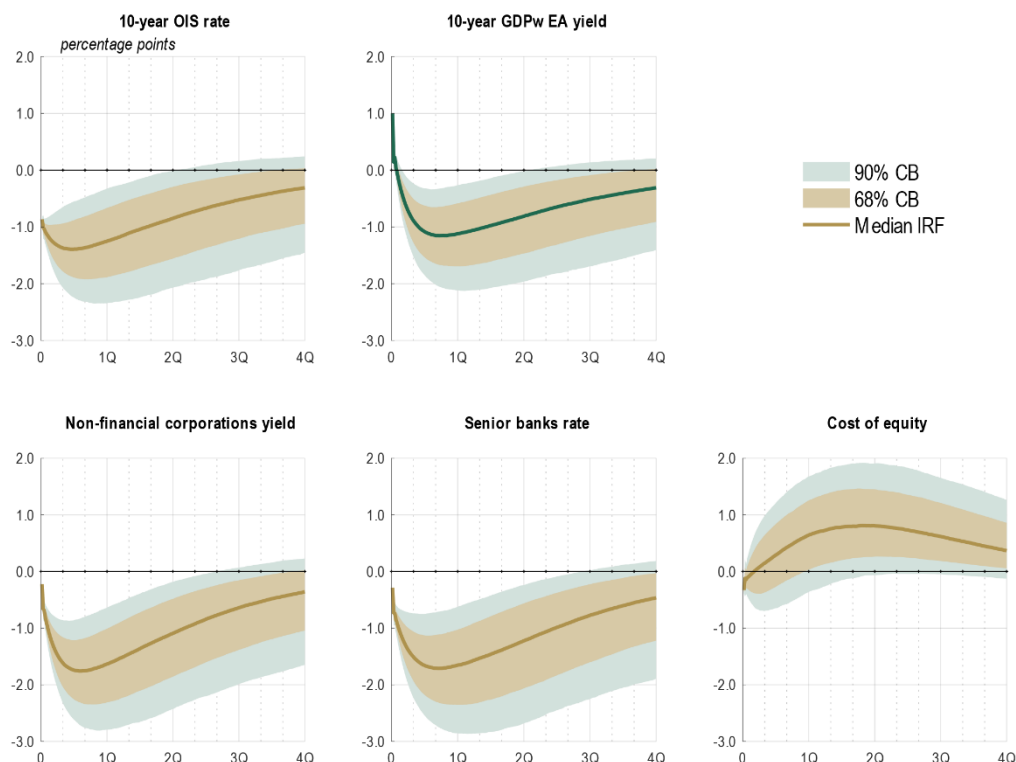 10-year OIS rate
percentage points
2.0
1.0
0.0
-1.0
-2.0
-3.0
0 1Q 2Q 3Q 4Q
10-year GDPw EA yield
2.0
1.0
0.0
-1.0
-2.0
-3.0
0 1Q 2Q 3Q 4Q
90% CB
68% CB
Median IRF
Non-financial corporations yield
2.0
1.0
0.0
-1.0
-2.0
-3.0
0 1Q 2Q 3Q 4Q
Senior banks rate
2.0
1.0
0.0
-1.0
-2.0
-3.0
0 1Q 2Q 3Q 4Q
Cost of equity
2.0
1.0
0.0
-1.0
-2.0
-3.0
0 1Q 2Q 3Q 4Q